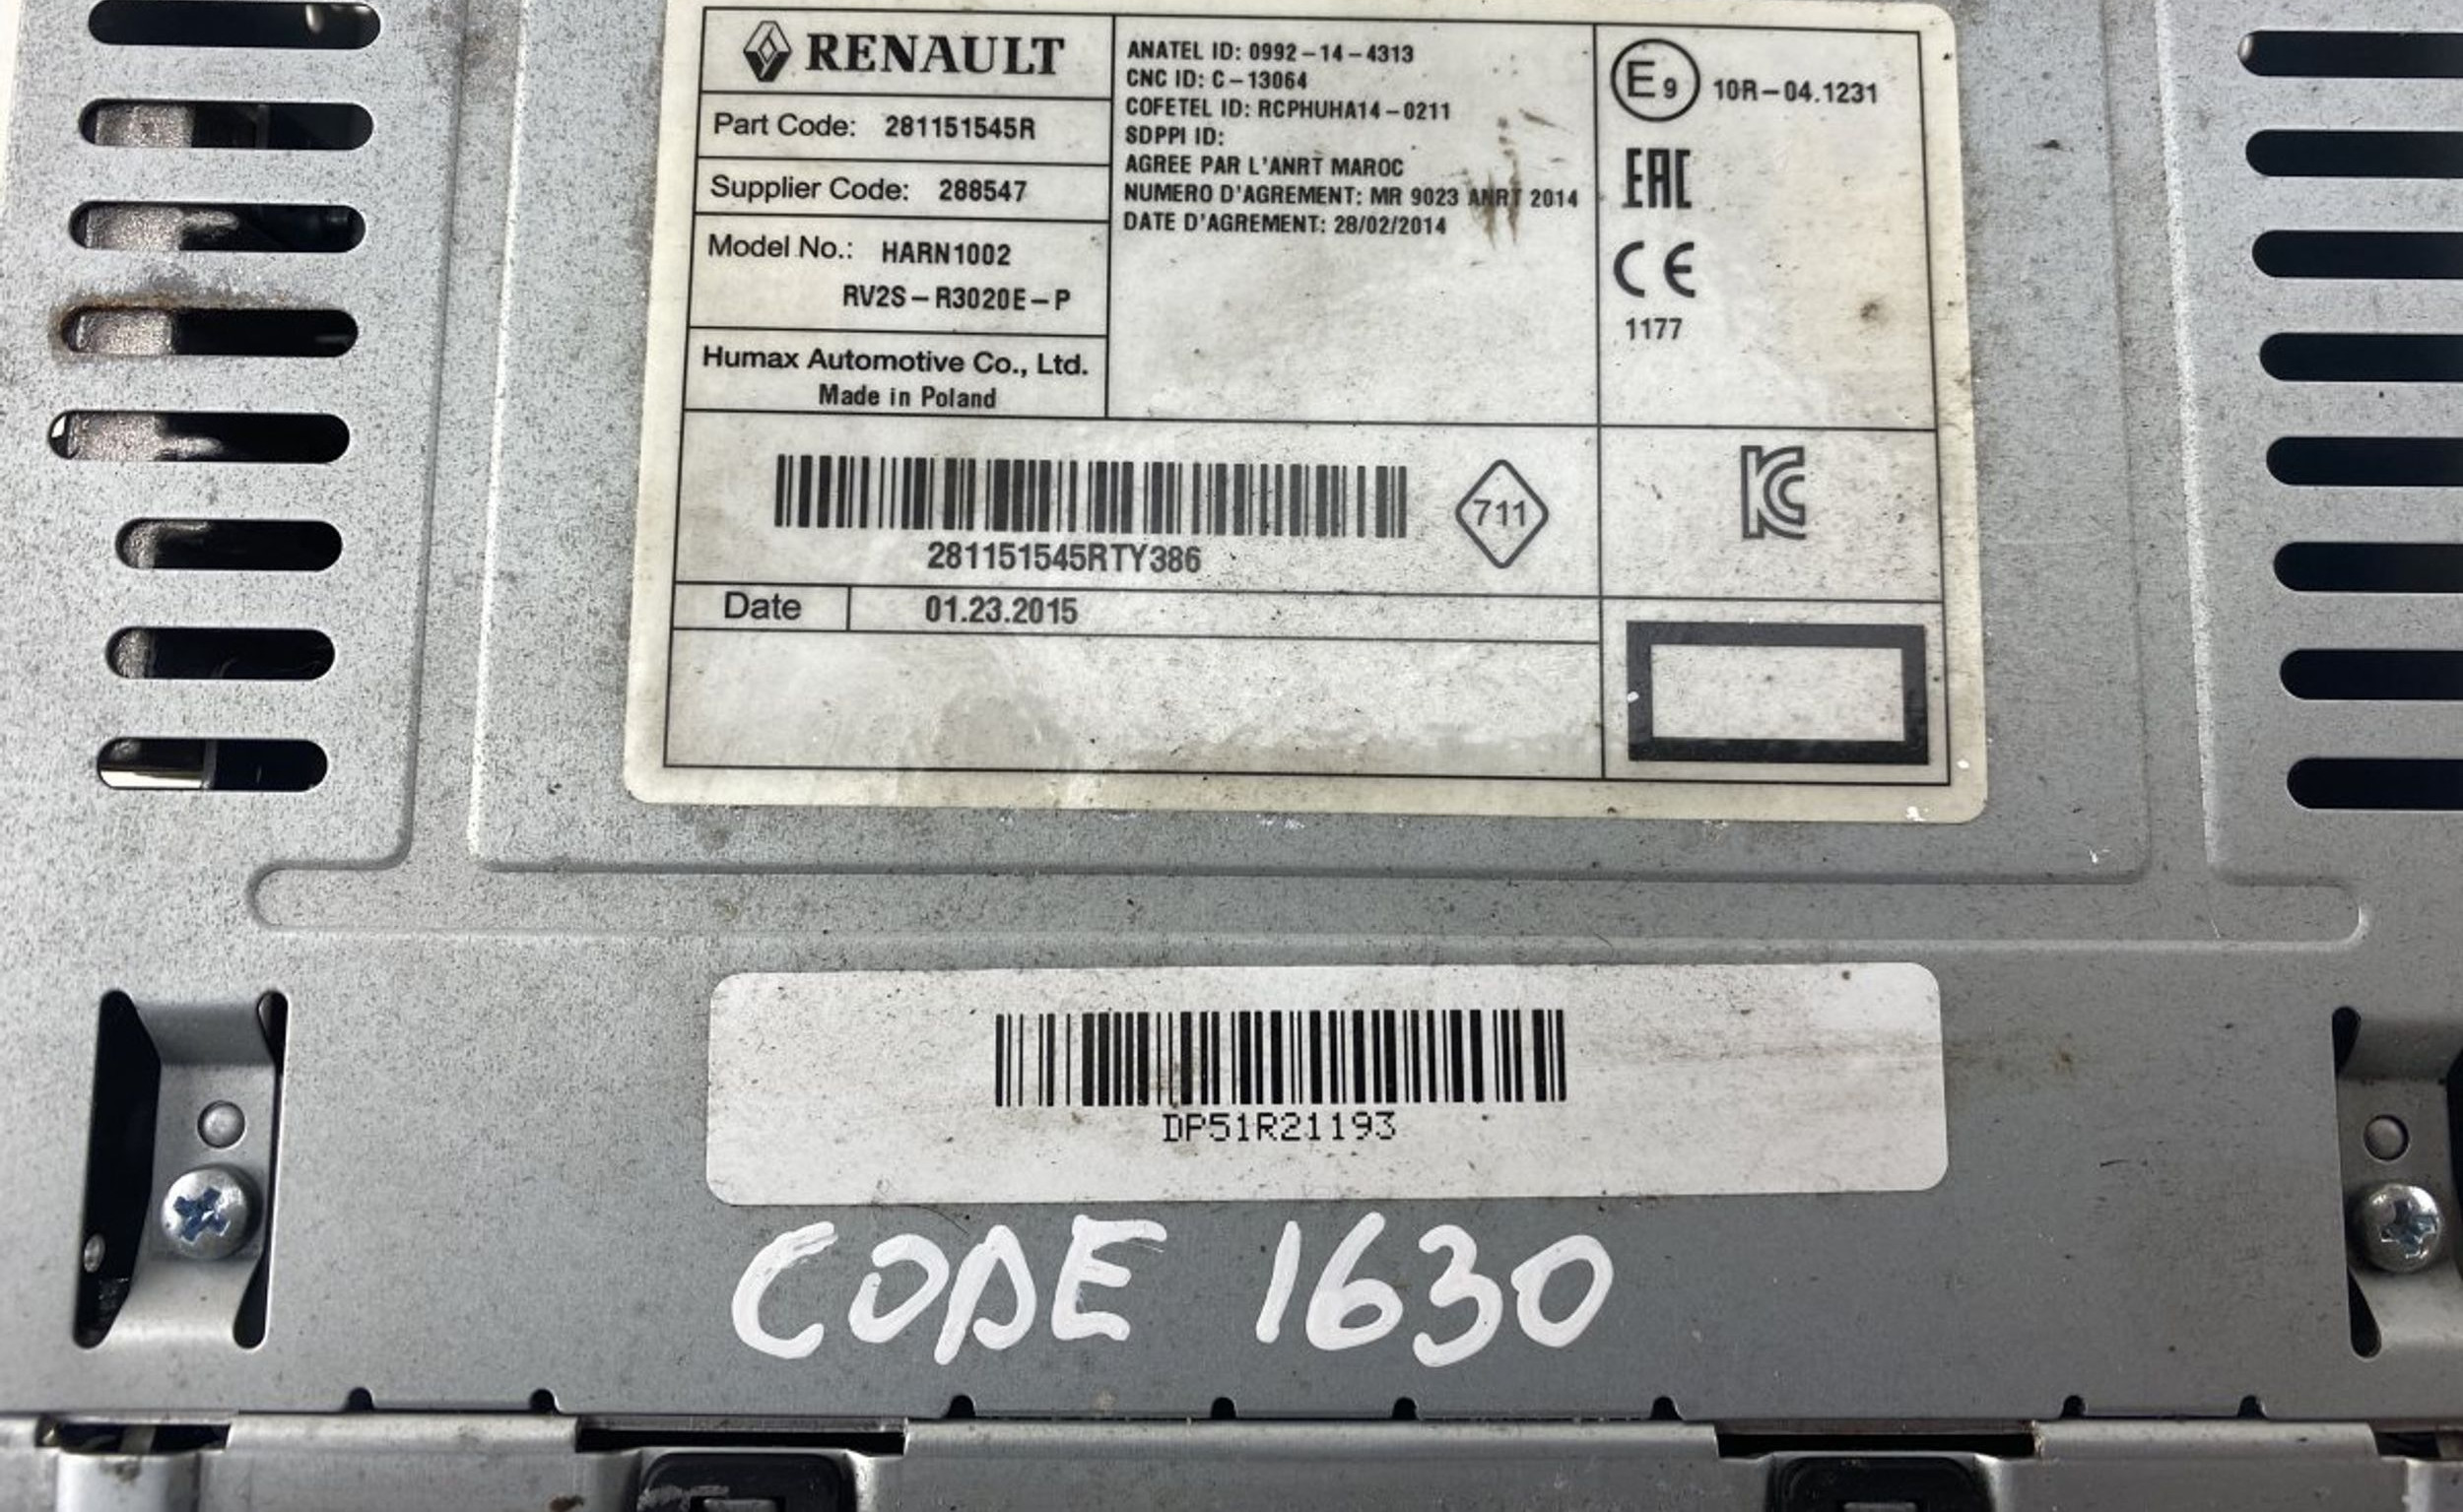 RENAULT
Part Code: 281151545R
Supplier Code: 288547
Model No.: HARN1002
RV2S-R3020E-P
Humax Automotive Co., Ltd.
Made in Poland
ANATEL ID: 0992-14-4313
CNC ID: C-13064
COFETEL ID: RCPHUHA14-0211
SDPPI ID:
AGREE PAR L'ANRT MAROC
NUMERO D'AGREMENT: MR 9023 ANRT 2014
DATE D'AGREMENT: 28/02/2014
E9 10R-04.1231
EAC
CE
1177
281151545RTY386
711
KC
Date 01.23.2015
DP51R21193
CODE 1630